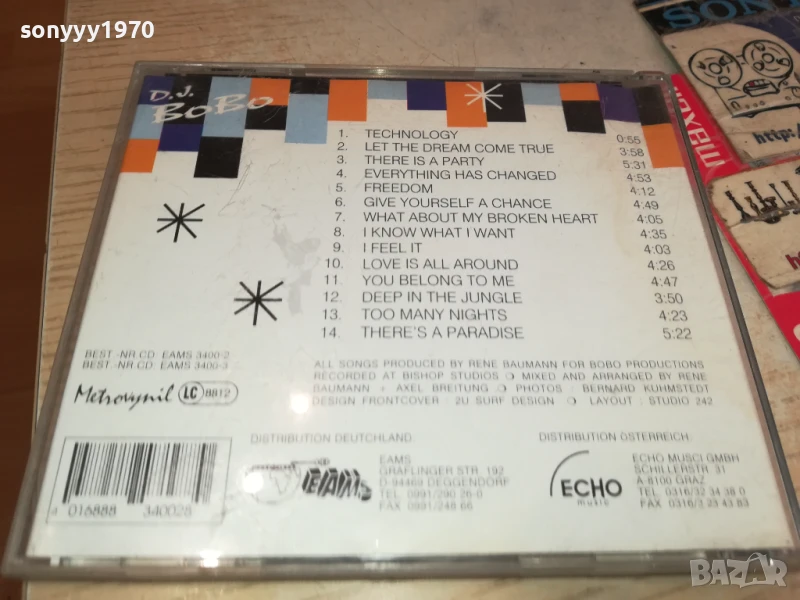 sonyyy1970
SONY
maxell
http:/
D.J.
BoBo
1. TECHNOLOGY 0:55
2. LET THE DREAM COME TRUE 3:58
3. THERE IS A PARTY 5:31
4. EVERYTHING HAS CHANGED 4:53
5. FREEDOM 4:12
6. GIVE YOURSELF A CHANCE 4:49
7. WHAT ABOUT MY BROKEN HEART 4:05
8. I KNOW WHAT I WANT 4:35
9. I FEEL IT 4:03
10. LOVE IS ALL AROUND 4:26
11. YOU BELONG TO ME 4:47
12. DEEP IN THE JUNGLE 3:50
13. TOO MANY NIGHTS 4:23
14. THERE'S A PARADISE 5:22
BEST.-NR.CD: EAMS 3400-2
BEST.-NR.CD: EAMS 3400-3
Metrovynil LC 8812
ALL SONGS PRODUCED BY RENE BAUMANN FOR BOBO PRODUCTIONS
RECORDED AT BISHOP STUDIOS ❍ MIXED AND ARRANGED BY RENE
BAUMANN + AXEL BREITUNG ❍ PHOTOS : BERNARD KUHMSTEDT
DESIGN FRONTCOVER : 2U SURF DESIGN ❍ LAYOUT : STUDIO 242
DISTRIBUTION DEUTCHLAND:
EAMS
EAMS
GRAFLINGER STR. 192
D-94469 DEGGENDORF
TEL. 0991/290 26-0
FAX 0991/248 66
DISTRIBUTION ÖSTERREICH:
ECHO
music
ECHO MUSCI GMBH
SCHILLERSTR. 31
A-8100 GRAZ
TEL. 0316/32 34 38 0
FAX 0316/3 23 43 83
4 016888 340028
BAZAR